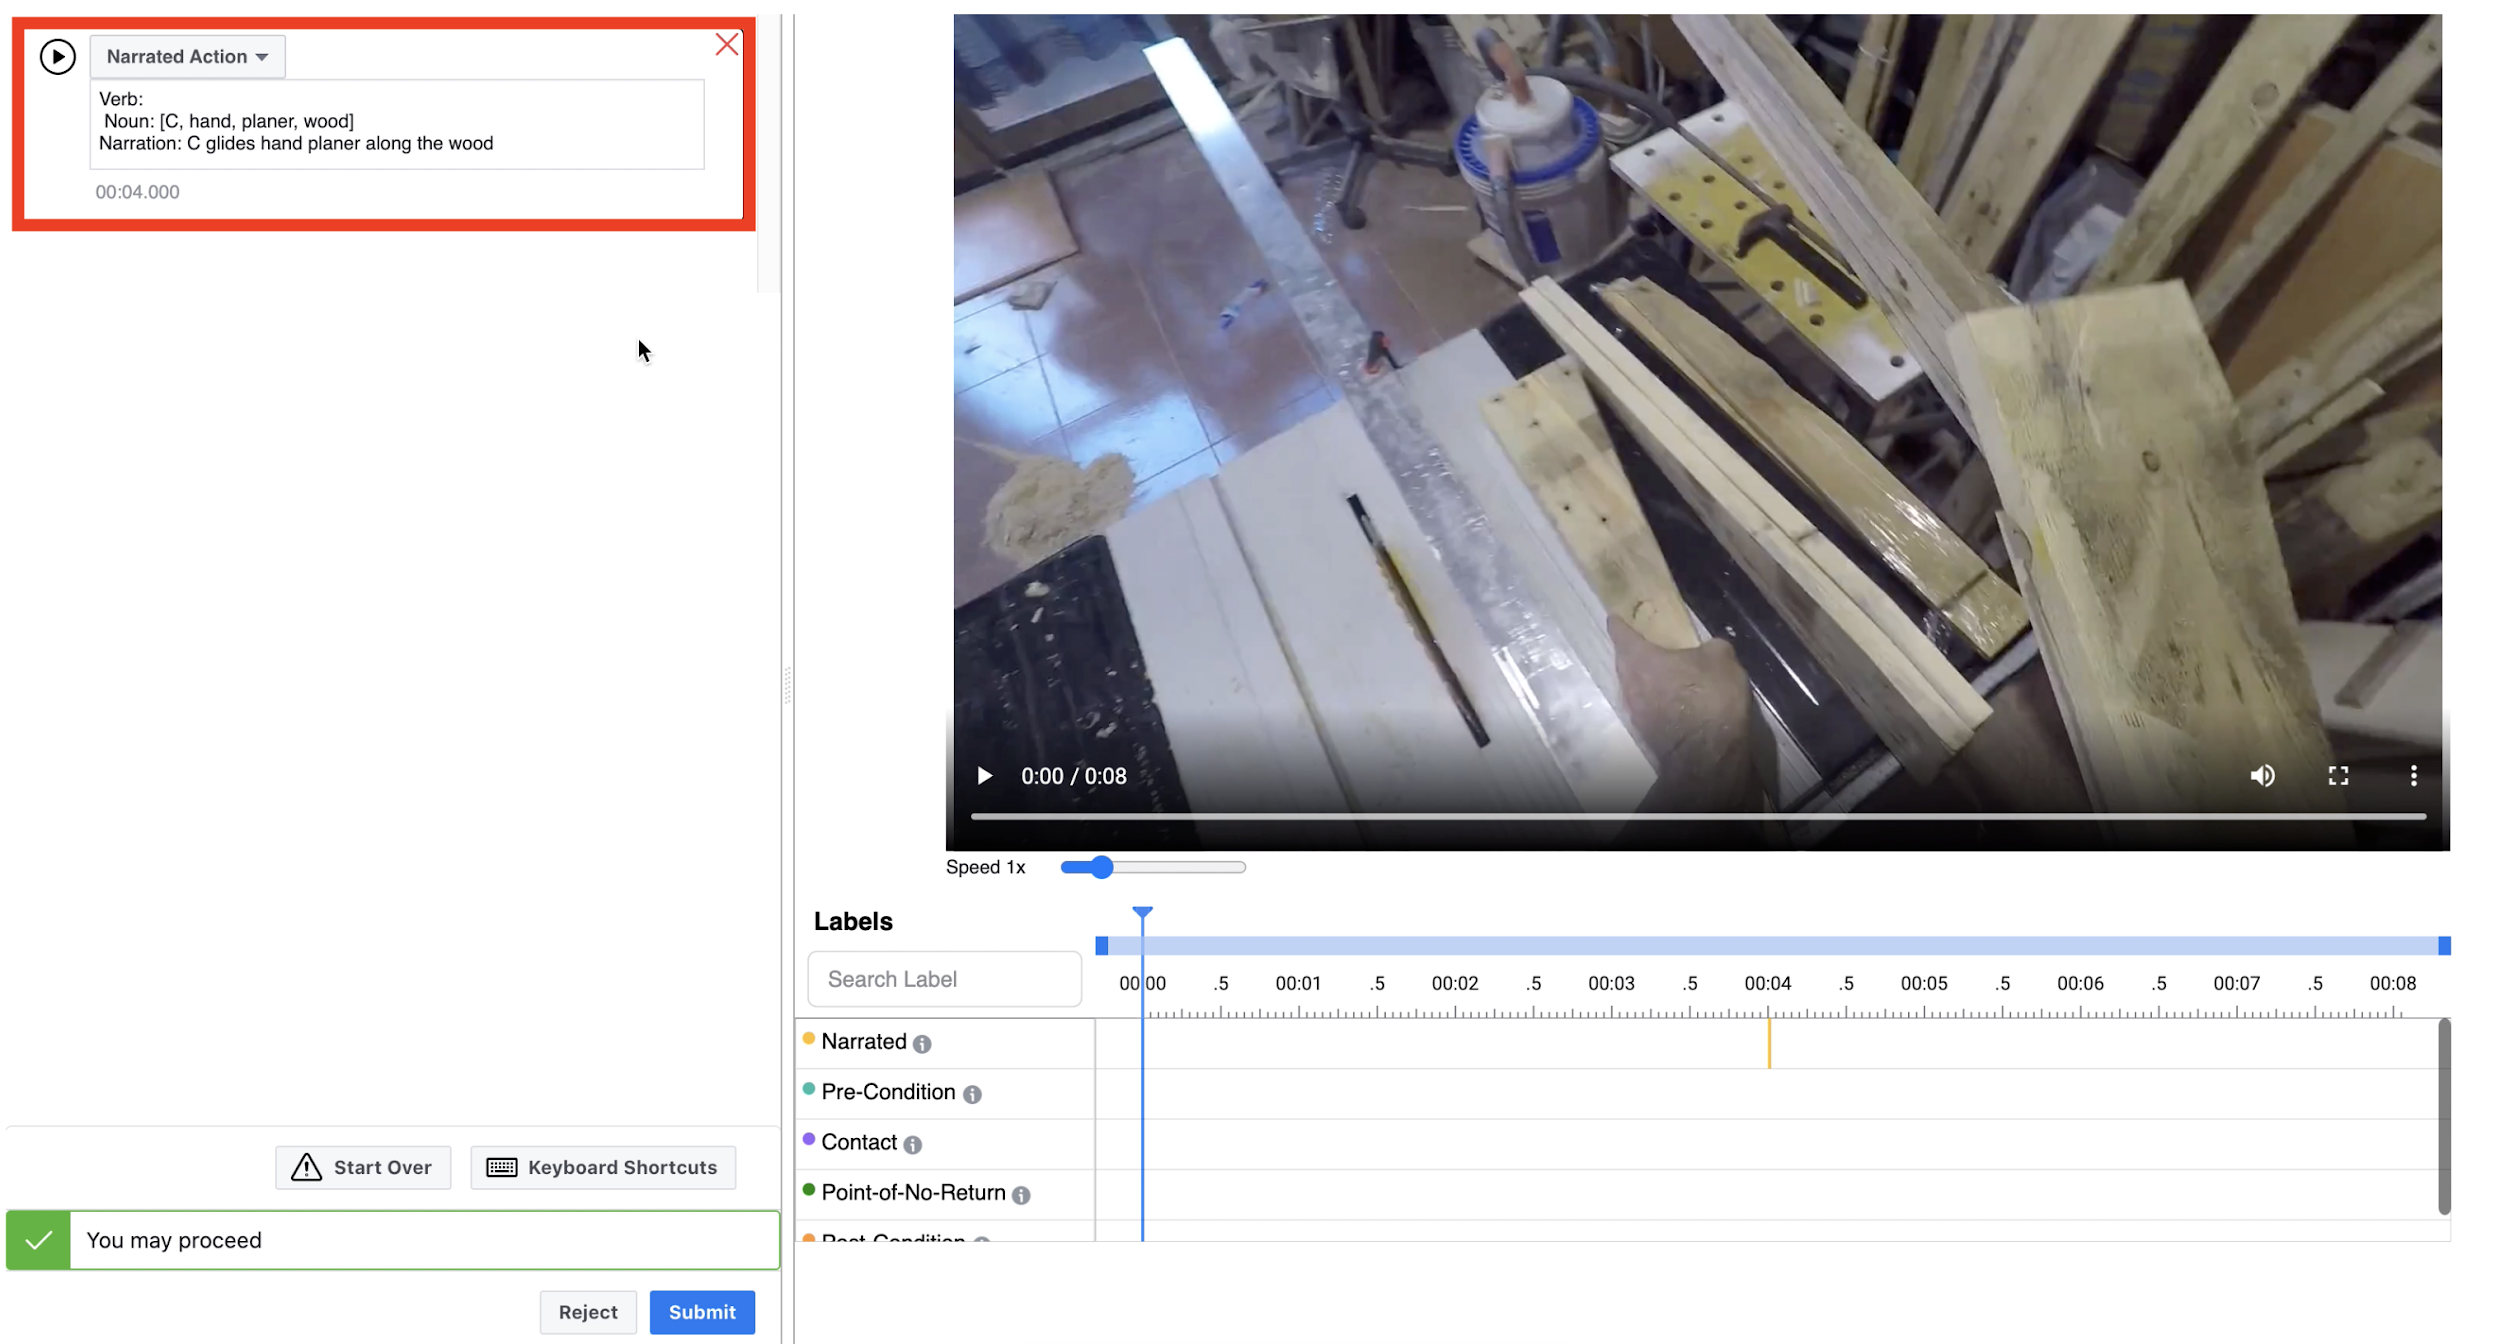 Narrated Action
Verb:
Noun: [C, hand, planer, wood]
Narration: C glides hand planer along the wood
00:04.000
Start Over
Keyboard Shortcuts
You may proceed
Reject
Submit
0:00 / 0:08
Speed 1x
Labels
Search Label
00:00 .5 00:01 .5 00:02 .5 00:03 .5 00:04 .5 00:05 .5 00:06 .5 00:07 .5 00:08
Narrated
Pre-Condition
Contact
Point-of-No-Return
Post-Condition